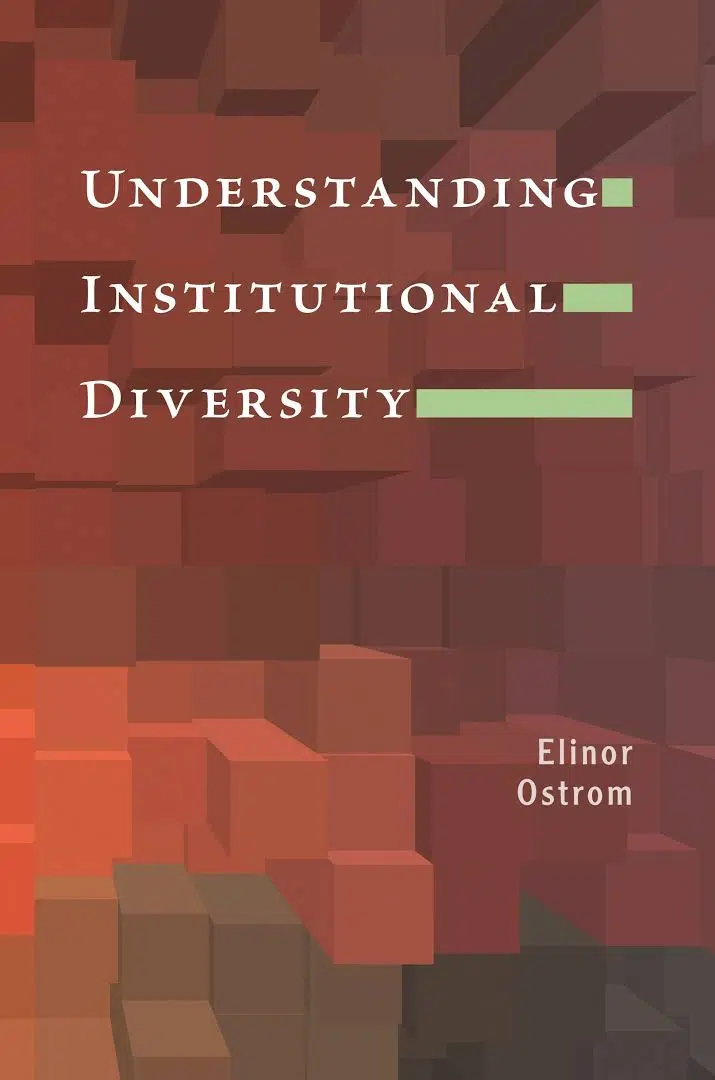 Understanding
Institutional
Diversity
Elinor
Ostrom